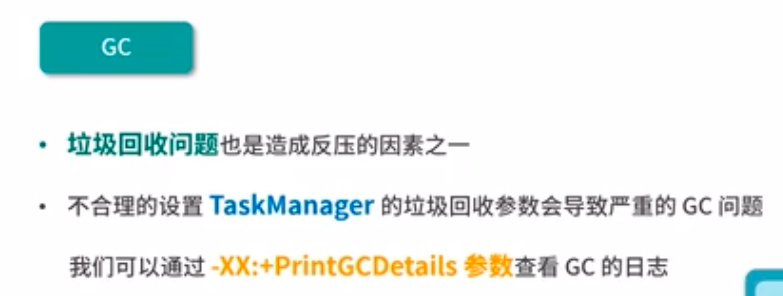 GC
• 垃圾回收问题也是造成反压的因素之一
• 不合理的设置 TaskManager 的垃圾回收参数会导致严重的 GC 问题
我们可以通过 -XX:+PrintGCDetails 参数查看 GC 的日志